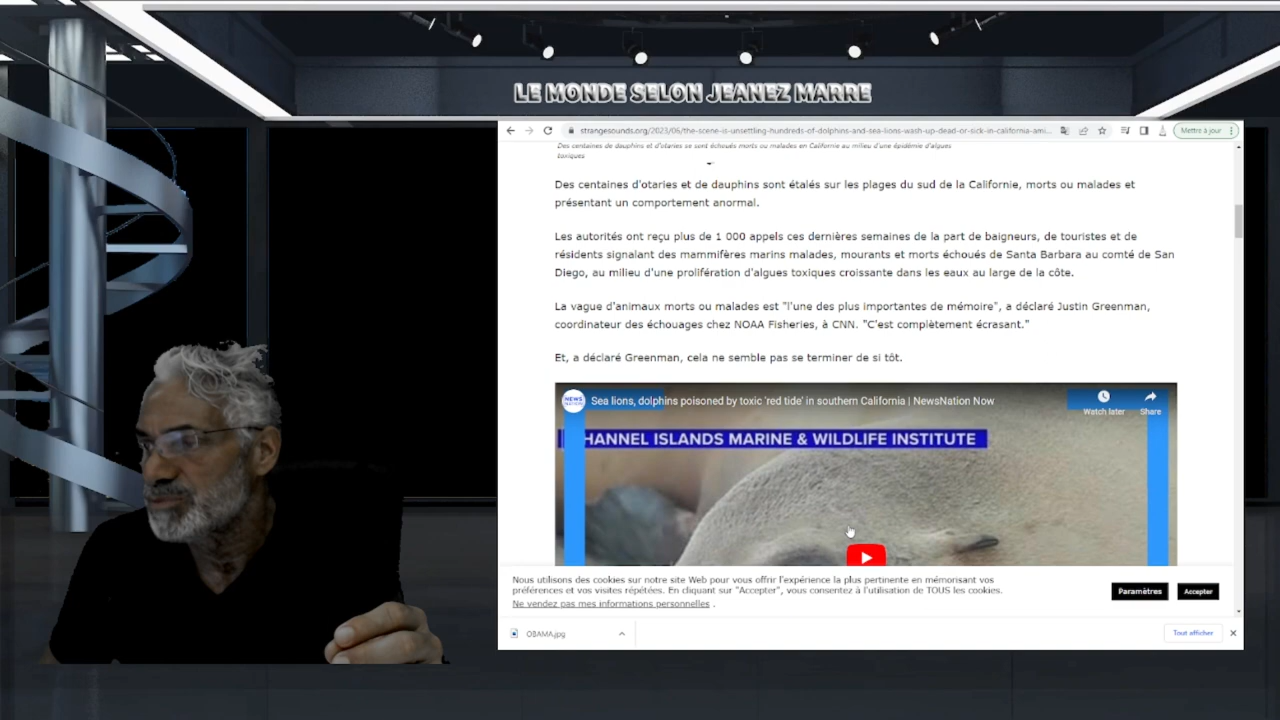 LE MONDE SELON JEANEZ MARRE
strangesounds.org/2023/06/the-scene-is-unsettling-hundreds-of-dolphins-and-sea-lions-wash-up-dead-or-sick-in-california-ami...
Mettre à jour
Des centaines de dauphins et d'otaries se sont échoués morts ou malades en Californie au milieu d'une épidémie d'algues
toxiques
Des centaines d'otaries et de dauphins sont étalés sur les plages du sud de la Californie, morts ou malades et
présentant un comportement anormal.
Les autorités ont reçu plus de 1 000 appels ces dernières semaines de la part de baigneurs, de touristes et de
résidents signalant des mammifères marins malades, mourants et morts échoués de Santa Barbara au comté de San
Diego, au milieu d'une prolifération d'algues toxiques croissante dans les eaux au large de la côte.
La vague d'animaux morts ou malades est "l'une des plus importantes de mémoire", a déclaré Justin Greenman,
coordinateur des échouages chez NOAA Fisheries, à CNN. "C'est complètement écrasant."
Et, a déclaré Greenman, cela ne semble pas se terminer de si tôt.
NEWS NATION
Sea lions, dolphins poisoned by toxic 'red tide' in southern California | NewsNation Now
Watch later
Share
HANNEL ISLANDS MARINE & WILDLIFE INSTITUTE
Nous utilisons des cookies sur notre site Web pour vous offrir l'expérience la plus pertinente en mémorisant vos
préférences et vos visites répétées. En cliquant sur "Accepter", vous consentez à l'utilisation de TOUS les cookies.
Ne vendez pas mes informations personnelles .
Paramètres
Accepter
OBAMA.jpg
Tout afficher